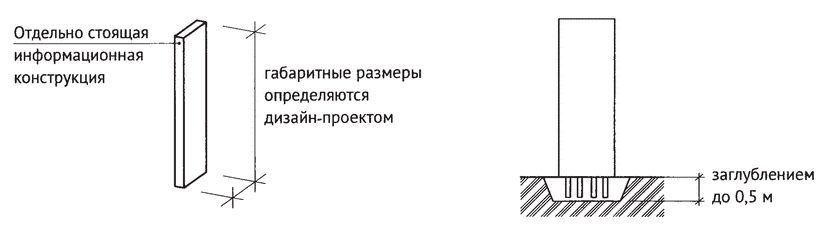 Отдельно стоящая
информационная
конструкция
габаритные размеры
определяются
дизайн-проектом
заглублением
до 0,5 м